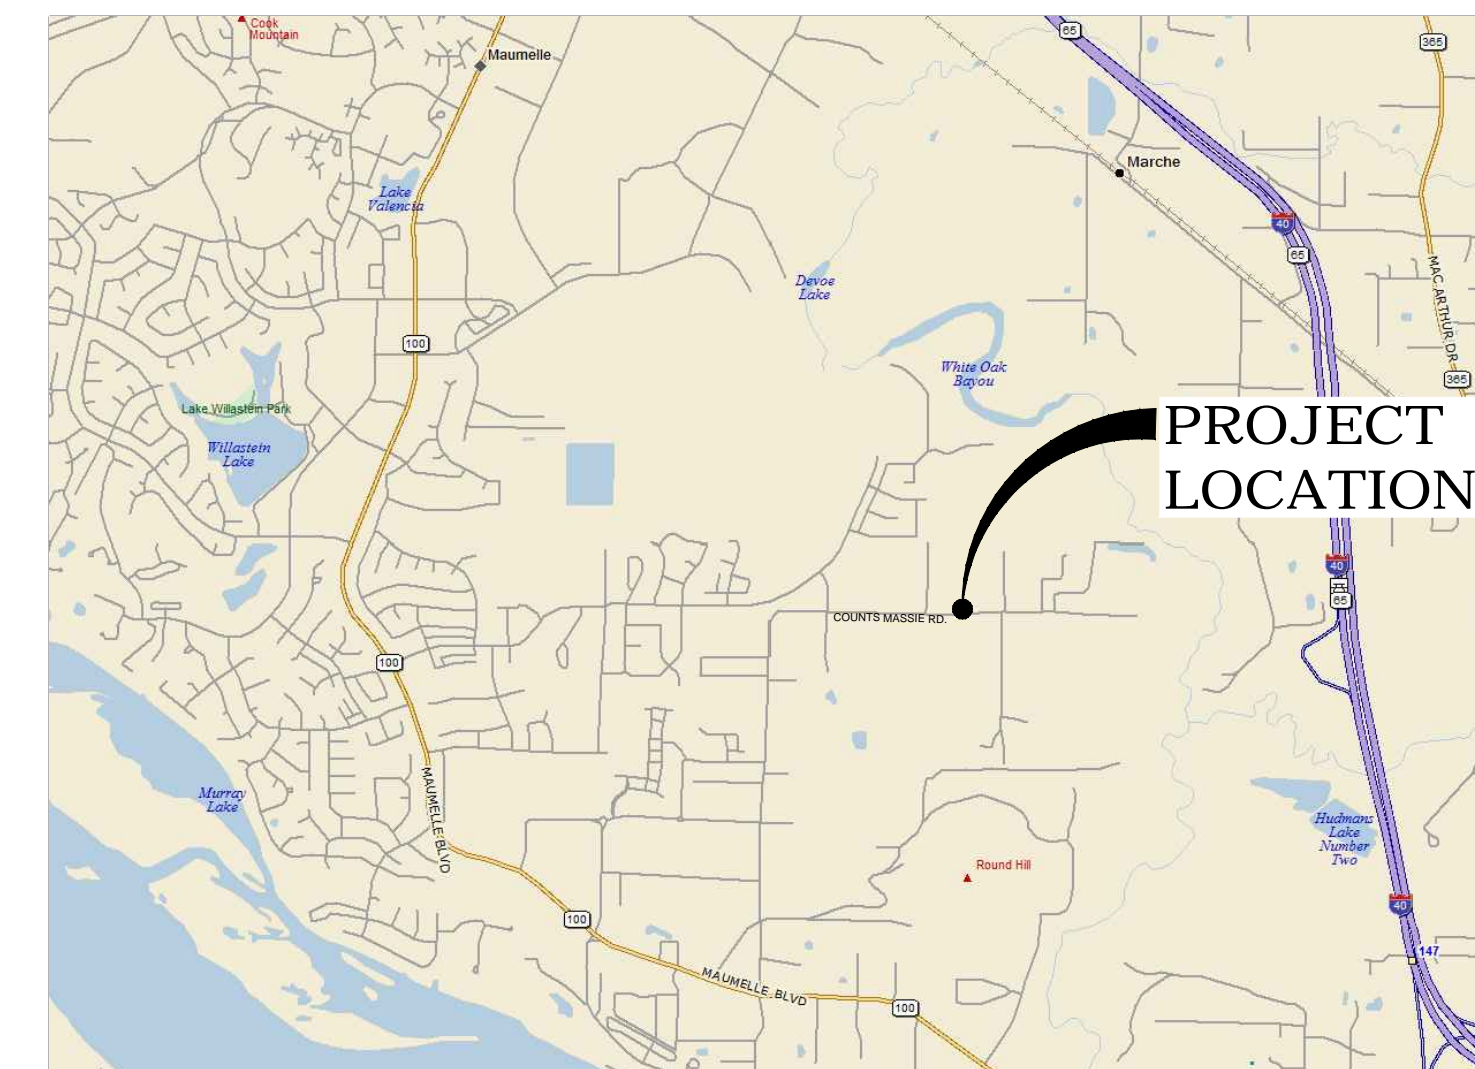 Cook
Mountain
65
365
Maumelle
Marche
Lake
Valencia
40
65
MAC ARTHUR DR
Devoe
Lake
100
White Oak
Bayou
365
Lake Willastein Park
PROJECT
LOCATION
Willastein
Lake
40
65
COUNTS MASSIE RD.
100
MAUMELLE BLVD
Murray
Lake
Hudmans
Lake
Number
Two
Round Hill
40
100
147
MAUMELLE BLVD
100